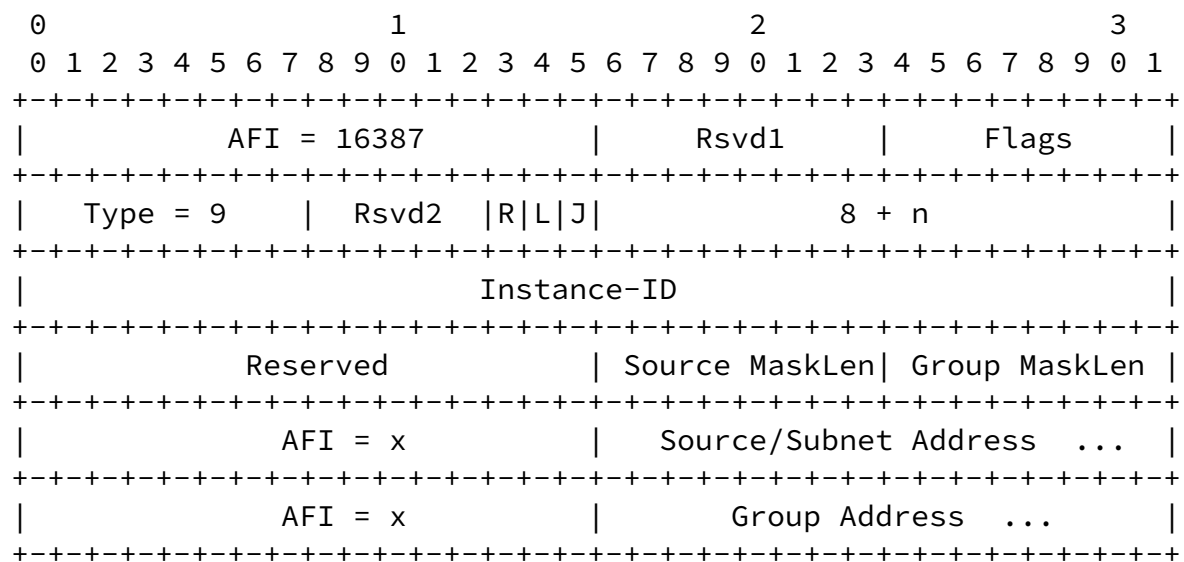 0                   1                   2                   3
 0 1 2 3 4 5 6 7 8 9 0 1 2 3 4 5 6 7 8 9 0 1 2 3 4 5 6 7 8 9 0 1
+-+-+-+-+-+-+-+-+-+-+-+-+-+-+-+-+-+-+-+-+-+-+-+-+-+-+-+-+-+-+-+-+
|           AFI = 16387         |     Rsvd1     |     Flags     |
+-+-+-+-+-+-+-+-+-+-+-+-+-+-+-+-+-+-+-+-+-+-+-+-+-+-+-+-+-+-+-+-+
|   Type = 9    |  Rsvd2  |R|L|J|             8 + n             |
+-+-+-+-+-+-+-+-+-+-+-+-+-+-+-+-+-+-+-+-+-+-+-+-+-+-+-+-+-+-+-+-+
|                         Instance-ID                           |
+-+-+-+-+-+-+-+-+-+-+-+-+-+-+-+-+-+-+-+-+-+-+-+-+-+-+-+-+-+-+-+-+
|            Reserved           | Source MaskLen| Group MaskLen |
+-+-+-+-+-+-+-+-+-+-+-+-+-+-+-+-+-+-+-+-+-+-+-+-+-+-+-+-+-+-+-+-+
|              AFI = x          |   Source/Subnet Address  ...  |
+-+-+-+-+-+-+-+-+-+-+-+-+-+-+-+-+-+-+-+-+-+-+-+-+-+-+-+-+-+-+-+-+
|              AFI = x          |       Group Address  ...      |
+-+-+-+-+-+-+-+-+-+-+-+-+-+-+-+-+-+-+-+-+-+-+-+-+-+-+-+-+-+-+-+-+